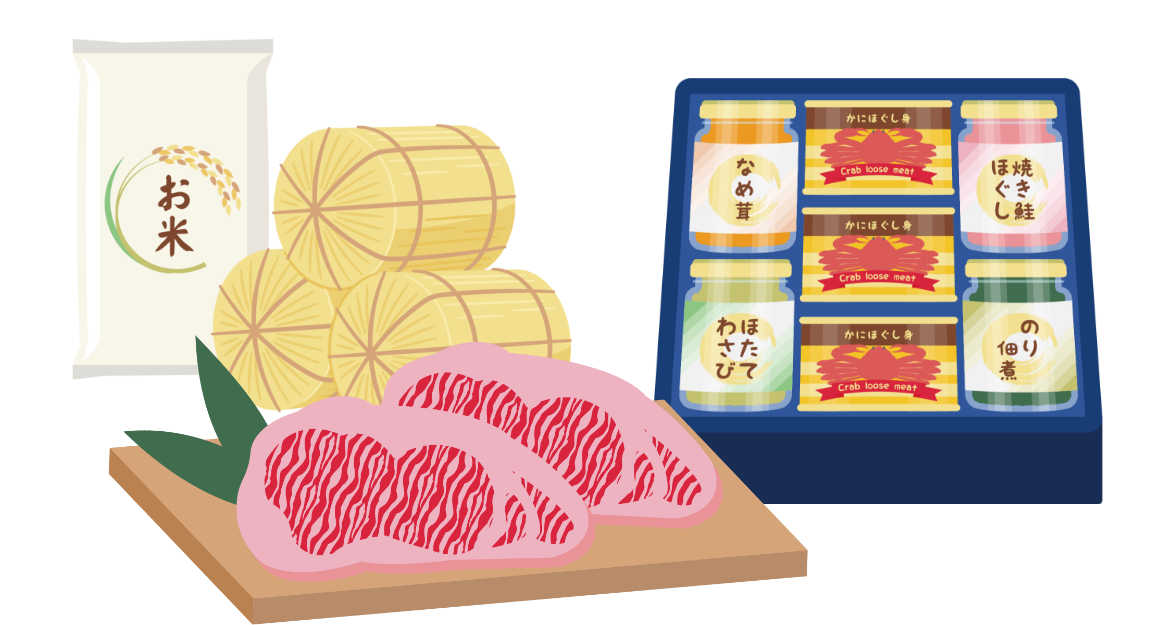 お
米
なめ茸
かにほぐし身
Crab loose meat
焼き鮭
ほぐし
かにほぐし身
Crab loose meat
ほたて
わさび
かにほぐし身
Crab loose meat
のり
佃煮